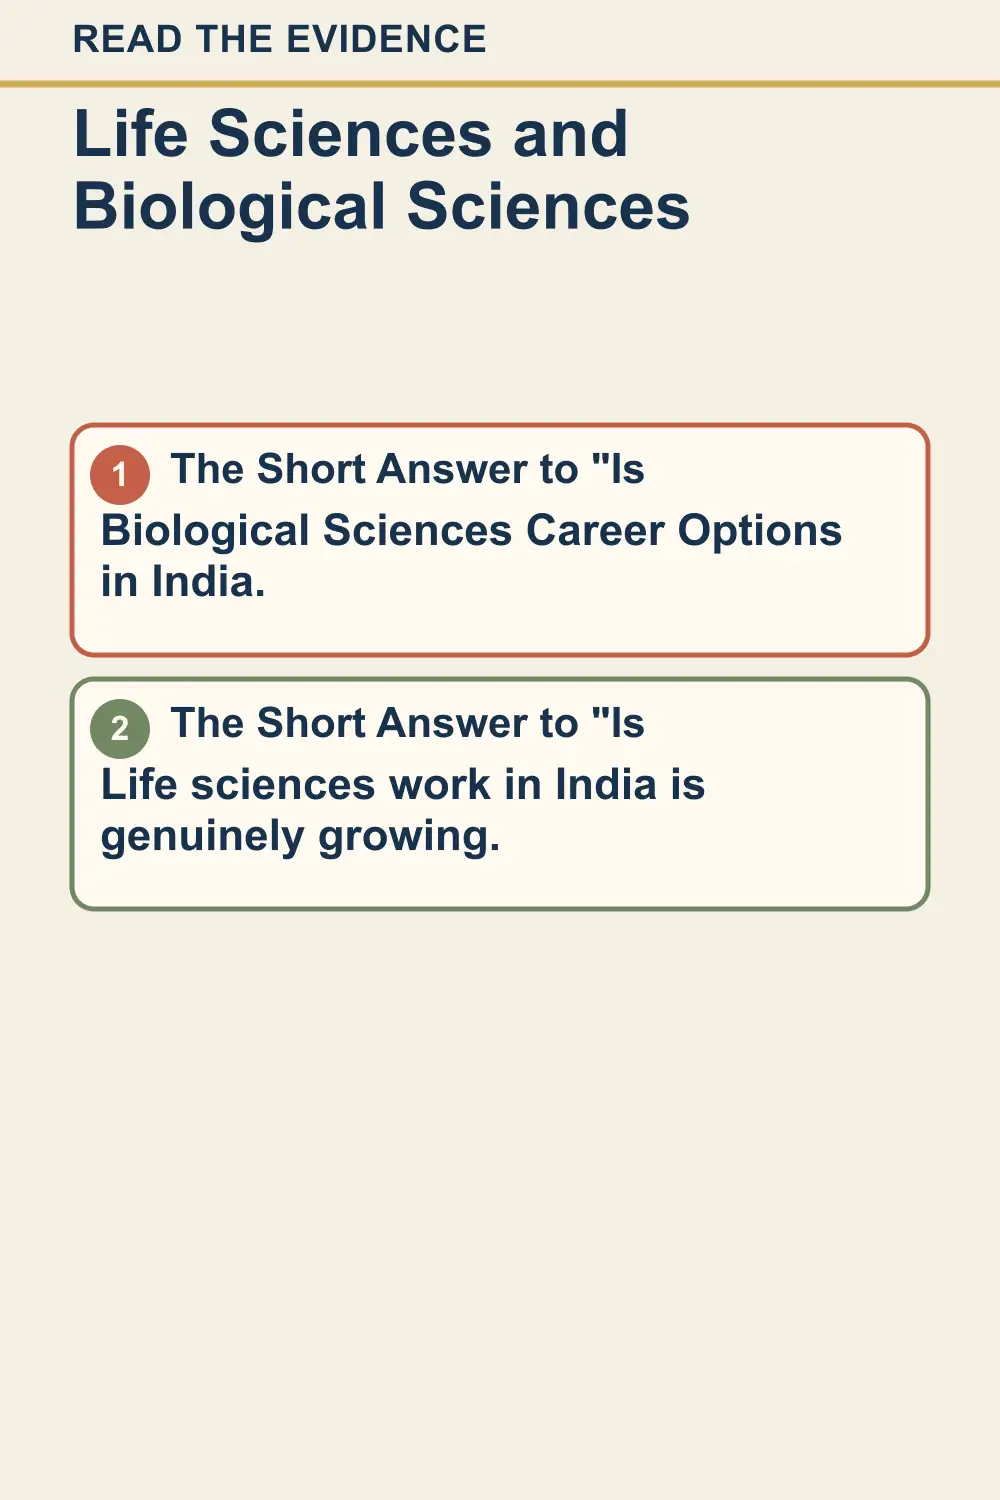 READ THE EVIDENCE
Life Sciences and
Biological Sciences
1 The Short Answer to "Is
Biological Sciences Career Options
in India.
2 The Short Answer to "Is
Life sciences work in India is
genuinely growing.